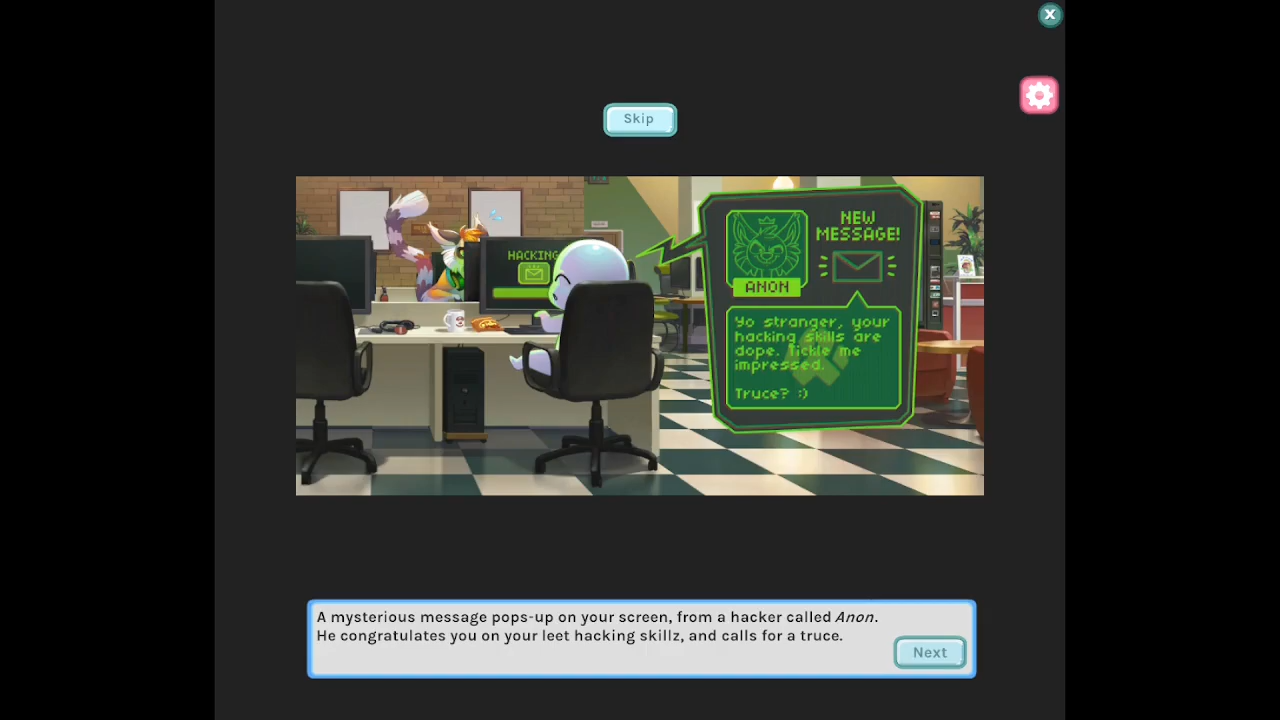 X
Skip
HACKING
NEW
MESSAGE!
ANON
Yo stranger, your
hacking skills are
dope. Tickle me
impressed.
Truce? :)
A mysterious message pops-up on your screen, from a hacker called Anon.
He congratulates you on your leet hacking skillz, and calls for a truce.
Next